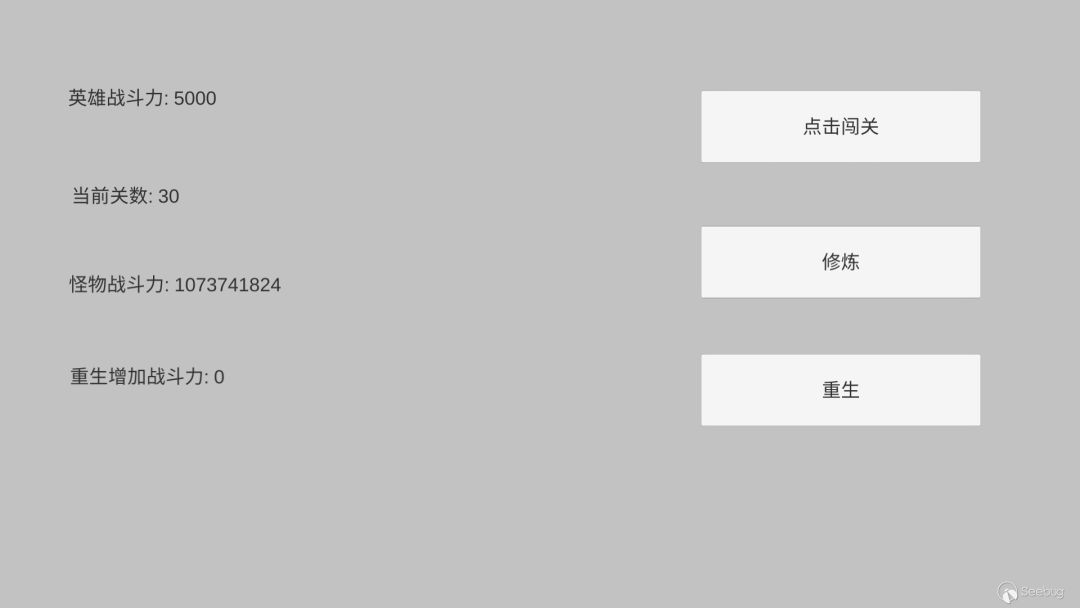 英雄战斗力: 5000
点击闯关
当前关数: 30
修炼
怪物战斗力: 1073741824
重生增加战斗力: 0
重生
Seebug